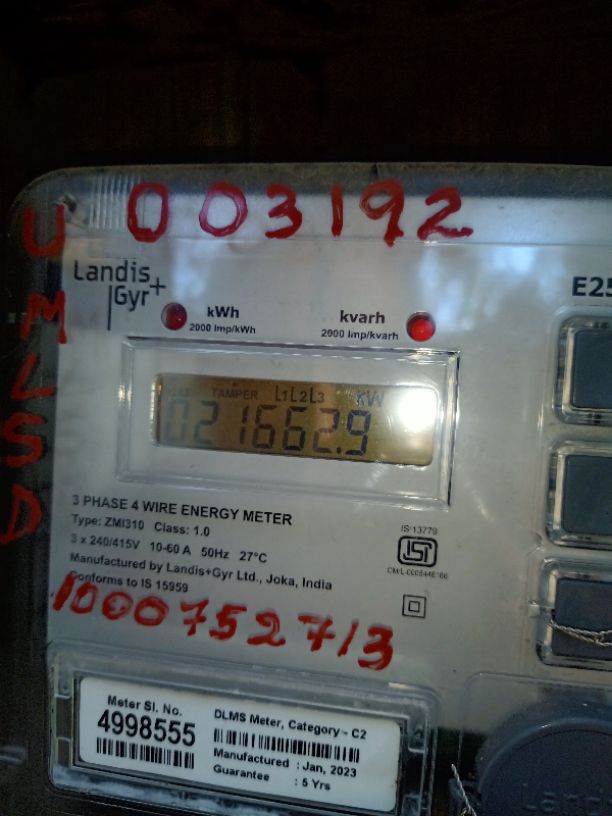 003192
UMLSD
Landis
Gyr+
E25
kWh
2000 Imp/kWh
kvarh
2000 Imp/kvarh
TAMPER L1L2L3 kW
021662.9
3 PHASE 4 WIRE ENERGY METER
Type: ZMI310 Class: 1.0
3 x 240/415V 10-60 A 50Hz 27°C
Manufactured by Landis+Gyr Ltd., Joka, India
Conforms to IS 15959
IS 13779
ISI
1000752713
Meter Sl. No.
4998555
DLMS Meter, Category - C2
Manufactured : Jan, 2023
Guarantee : 5 Yrs
Landi